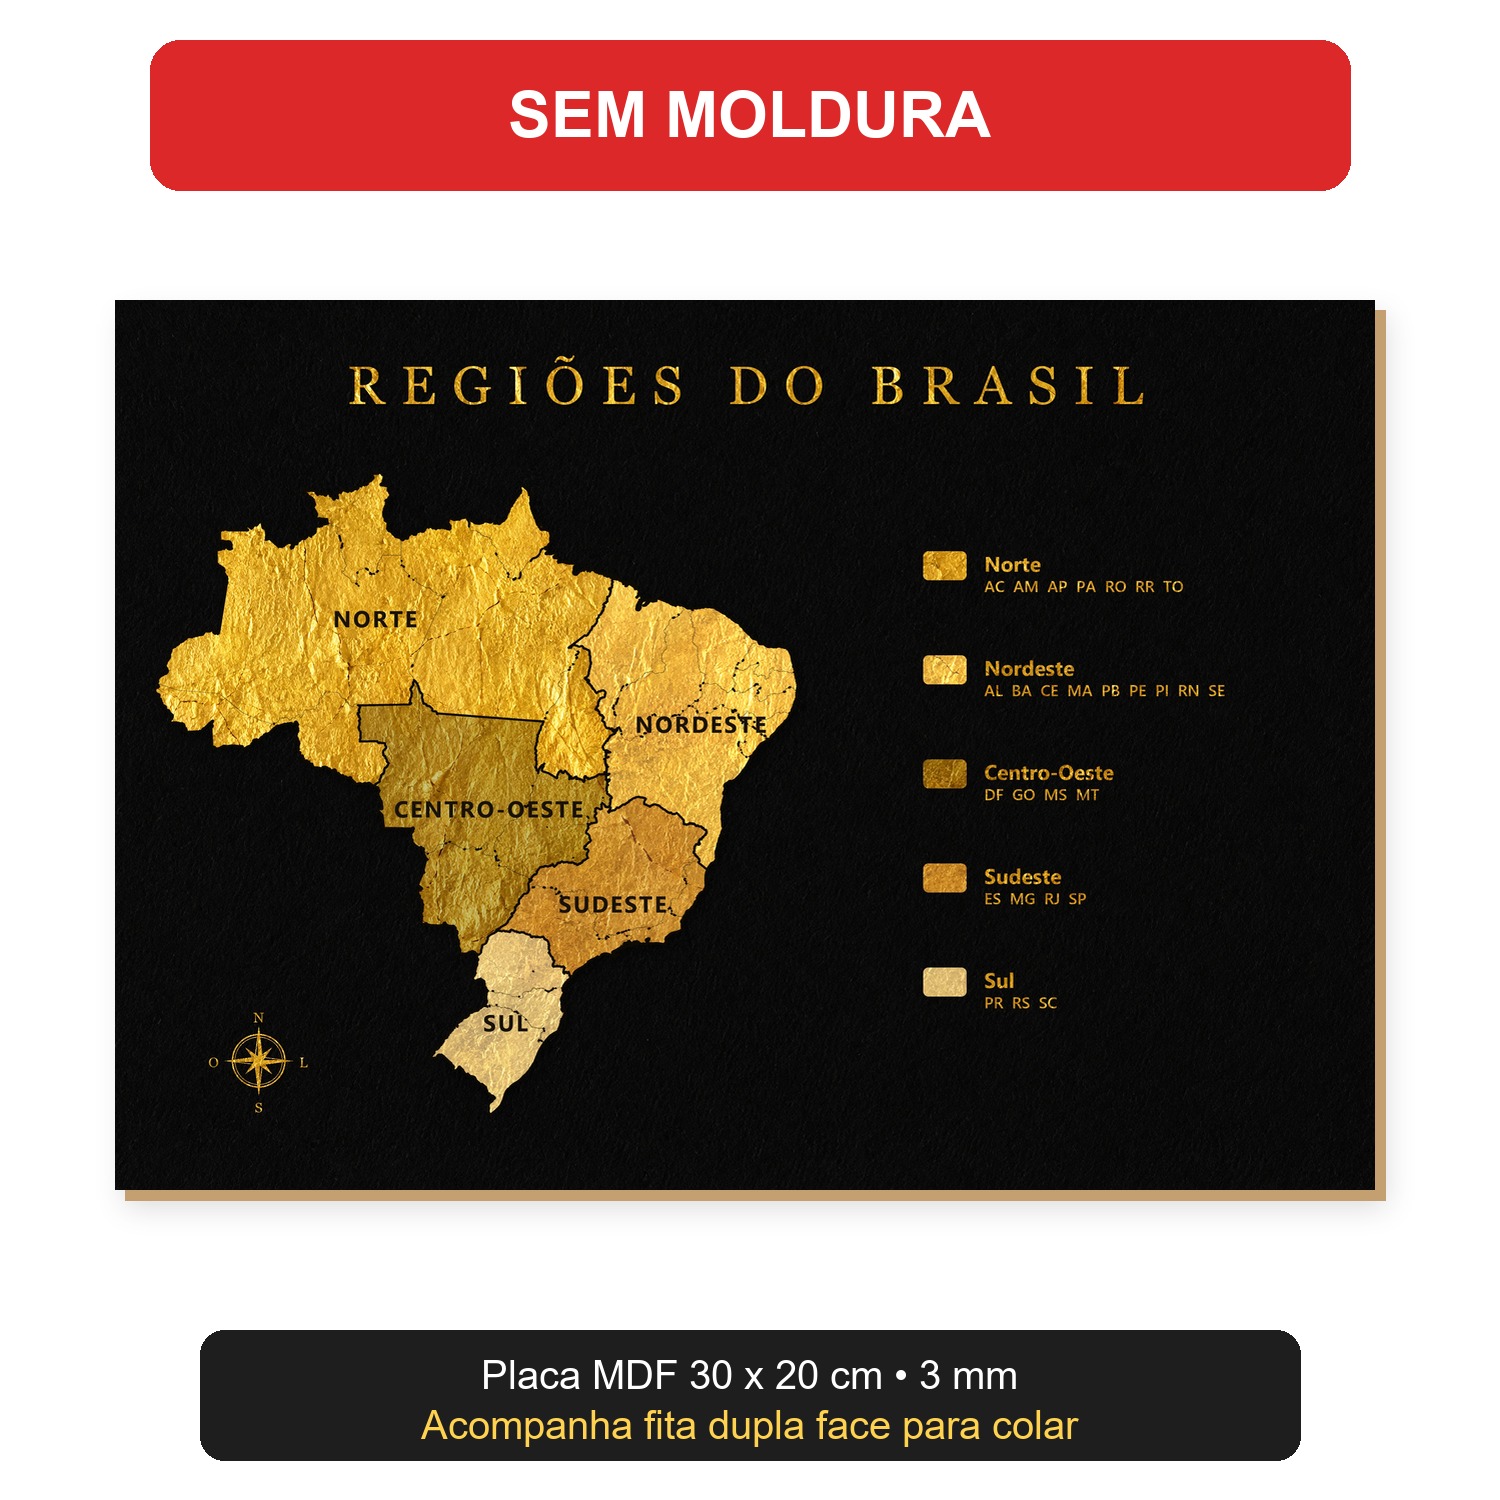 SEM MOLDURA
REGIÕES DO BRASIL
NORTE
NORDESTE
CENTRO-OESTE
SUDESTE
SUL
Norte
AC AM AP PA RO RR TO
Nordeste
AL BA CE MA PB PE PI RN SE
Centro-Oeste
DF GO MS MT
Sudeste
ES MG RJ SP
Sul
PR RS SC
N
O L
S
Placa MDF 30 x 20 cm • 3 mm
Acompanha fita dupla face para colar